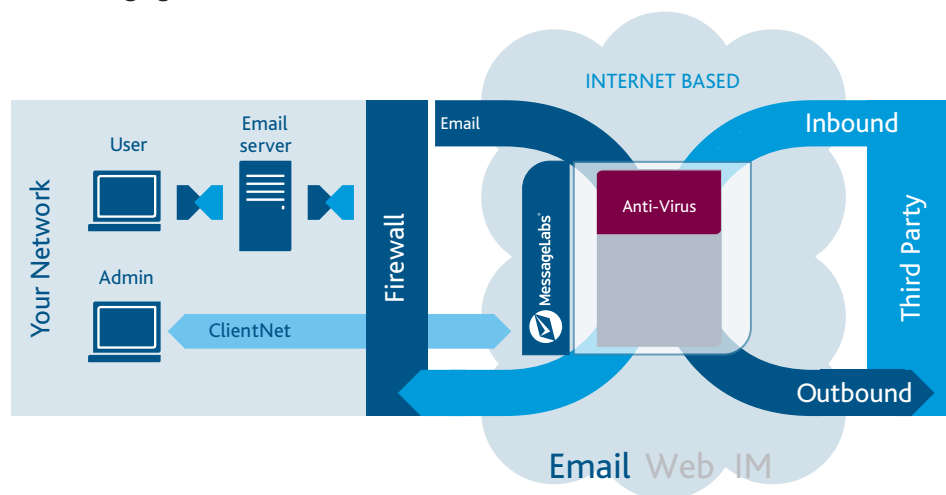 INTERNET BASED
Your Network
User
Email
server
Admin
ClientNet
Firewall
Email
MessageLabs
Anti-Virus
Inbound
Third Party
Outbound
Email Web IM